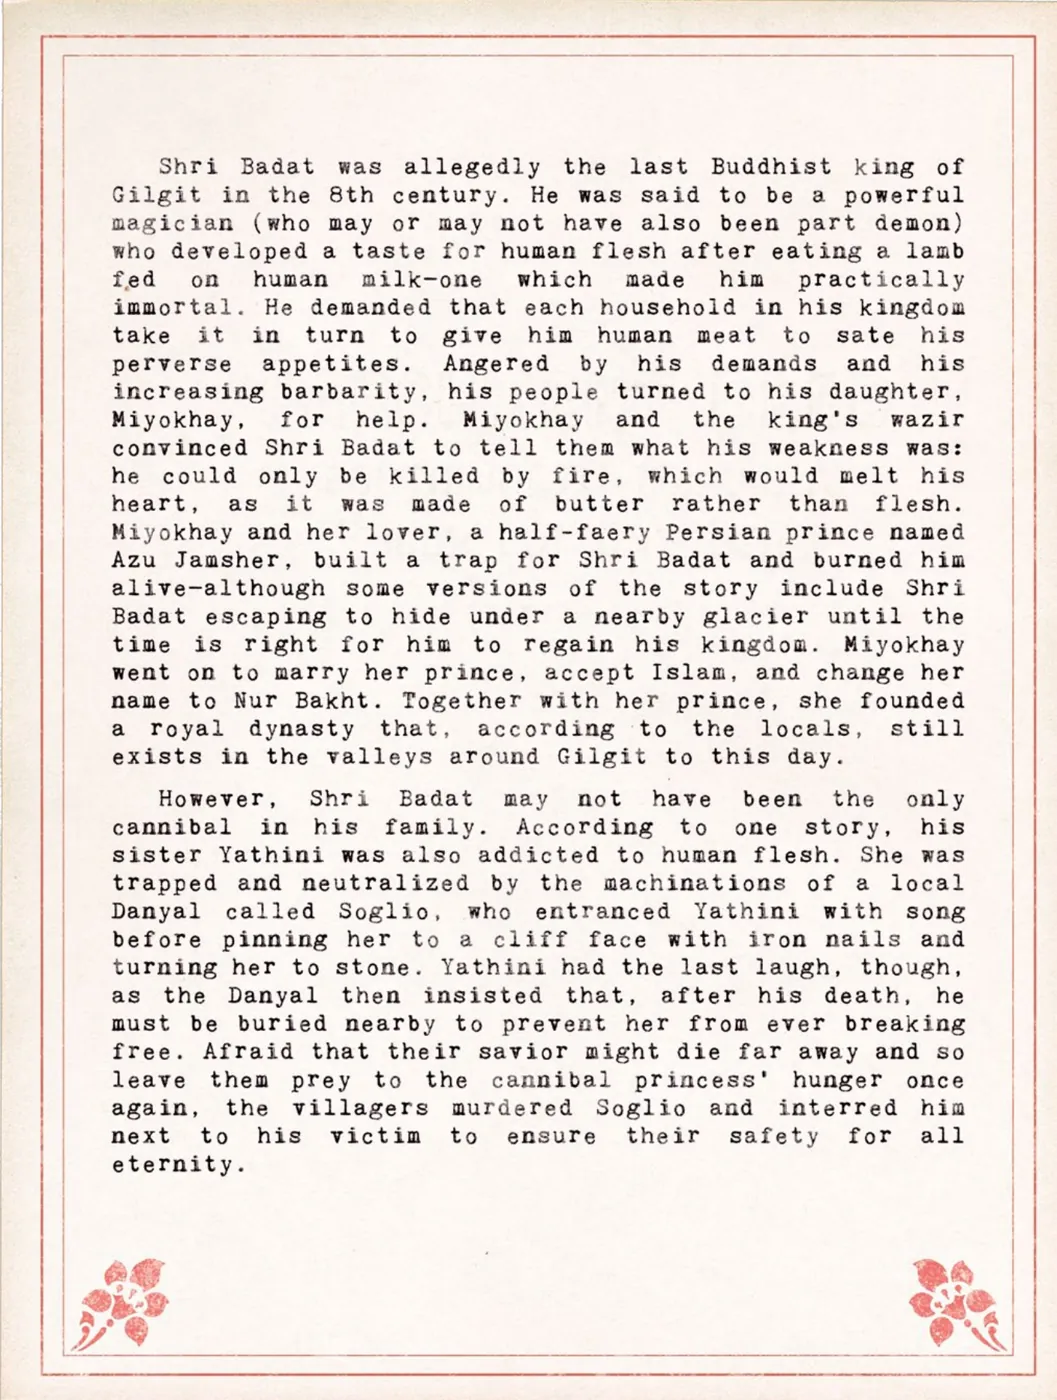 Shri Badat was allegedly the last Buddhist king of
Gilgit in the 8th century. He was said to be a powerful
magician (who may or may not have also been part demon)
who developed a taste for human flesh after eating a lamb
fed on human milk-one which made him practically
immortal. He demanded that each household in his kingdom
take it in turn to give him human meat to sate his
perverse appetites. Angered by his demands and his
increasing barbarity, his people turned to his daughter,
Miyokhay, for help. Miyokhay and the king's wazir
convinced Shri Badat to tell them what his weakness was:
he could only be killed by fire, which would melt his
heart, as it was made of butter rather than flesh.
Miyokhay and her lover, a half-faery Persian prince named
Azu Jamsher, built a trap for Shri Badat and burned him
alive-although some versions of the story include Shri
Badat escaping to hide under a nearby glacier until the
time is right for him to regain his kingdom. Miyokhay
went on to marry her prince, accept Islam, and change her
name to Nur Bakht. Together with her prince, she founded
a royal dynasty that, according to the locals, still
exists in the valleys around Gilgit to this day.
However, Shri Badat may not have been the only
cannibal in his family. According to one story, his
sister Yathini was also addicted to human flesh. She was
trapped and neutralized by the machinations of a local
Danyal called Soglio, who entranced Yathini with song
before pinning her to a cliff face with iron nails and
turning her to stone. Yathini had the last laugh, though,
as the Danyal then insisted that, after his death, he
must be buried nearby to prevent her from ever breaking
free. Afraid that their savior might die far away and so
leave them prey to the cannibal princess' hunger once
again, the villagers murdered Soglio and interred him
next to his victim to ensure their safety for all
eternity.